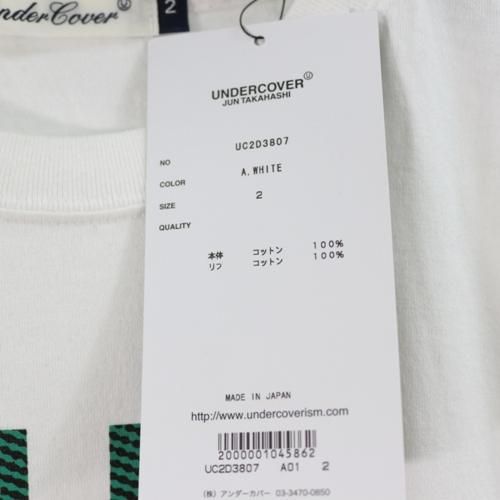 UnderCover
2
UNDERCOVER
JUN TAKAHASHI
NO UC2D3807
COLOR A.WHITE
SIZE 2
QUALITY
本体 コットン 100%
リブ コットン 100%
MADE IN JAPAN
http://www.undercoverism.com
2000001045862
UC2D3807 A01 2
(株) アンダーカバー 03-3470-0850